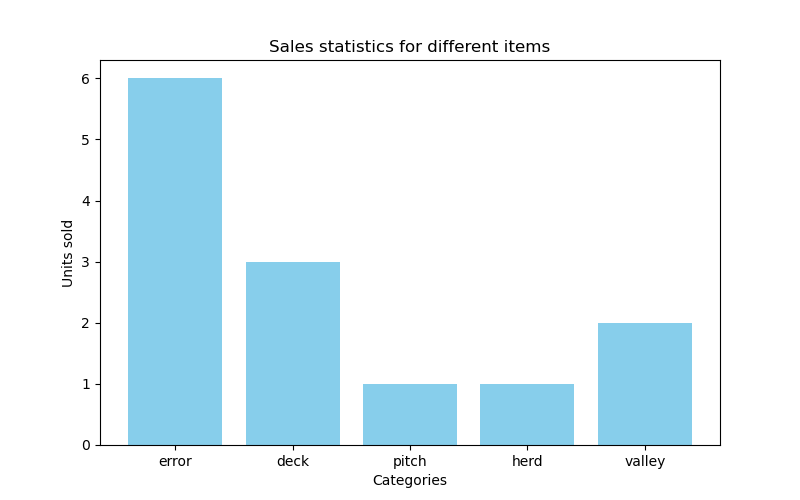 Sales statistics for different items
6
5
4
3
2
1
0
Units sold
error deck pitch herd valley
Categories